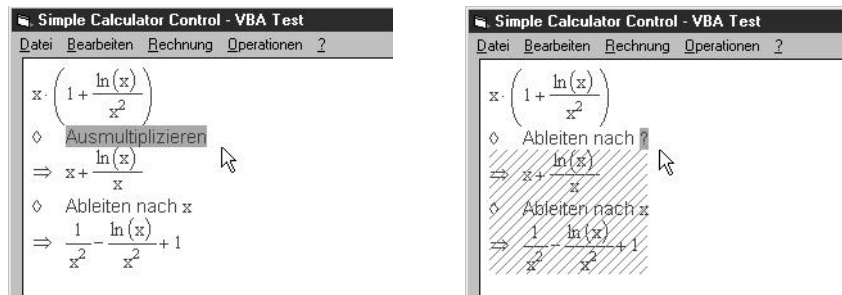 Simple Calculator Control - VBA Test
Datei Bearbeiten Rechnung Operationen ?
x·(1+ln(x)/x²)
◊ Ausmultiplizieren
⇒ x+ln(x)/x
◊ Ableiten nach x
⇒ 1/x²-ln(x)/x²+1
Simple Calculator Control - VBA Test
Datei Bearbeiten Rechnung Operationen ?
x·(1+ln(x)/x²)
◊ Ableiten nach ?
⇒ x+ln(x)/x
◊ Ableiten nach x
⇒ 1/x²-ln(x)/x²+1